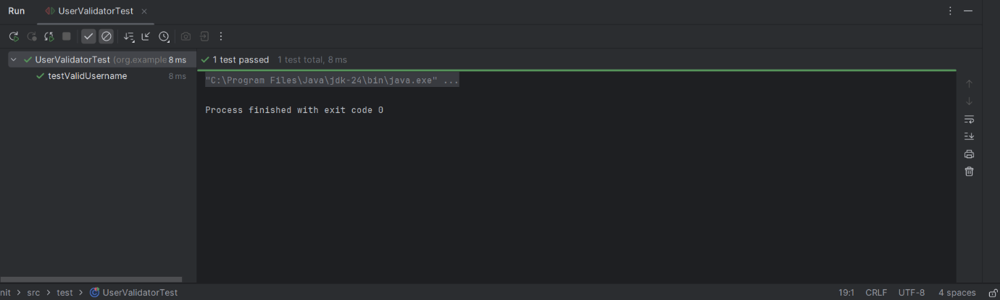 Run UserValidatorTest
UserValidatorTest (org.example 8 ms
testValidUsername 8 ms
1 test passed 1 test total, 8 ms
"C:\Program Files\Java\jdk-24\bin\java.exe" ...
Process finished with exit code 0
nit > src > test > UserValidatorTest 19:1 CRLF UTF-8 4 spaces